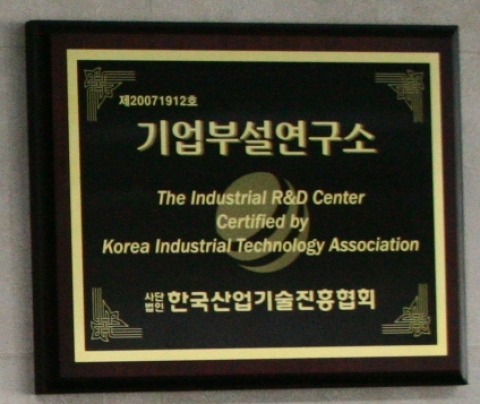 제20071912호
기업부설연구소
The Industrial R&D Center
Certified by
Korea Industrial Technology Association
사단법인 한국산업기술진흥협회